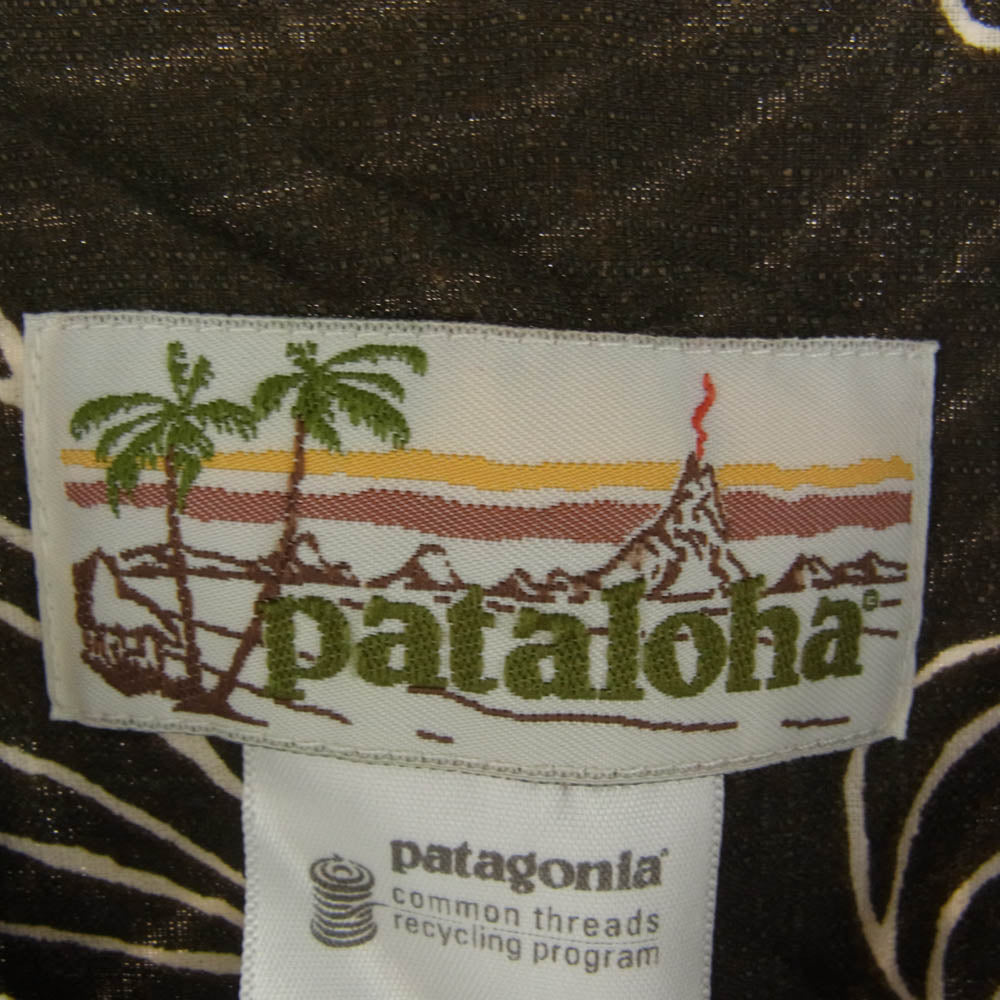 pataloha®
patagonia®
common threads
recycling program